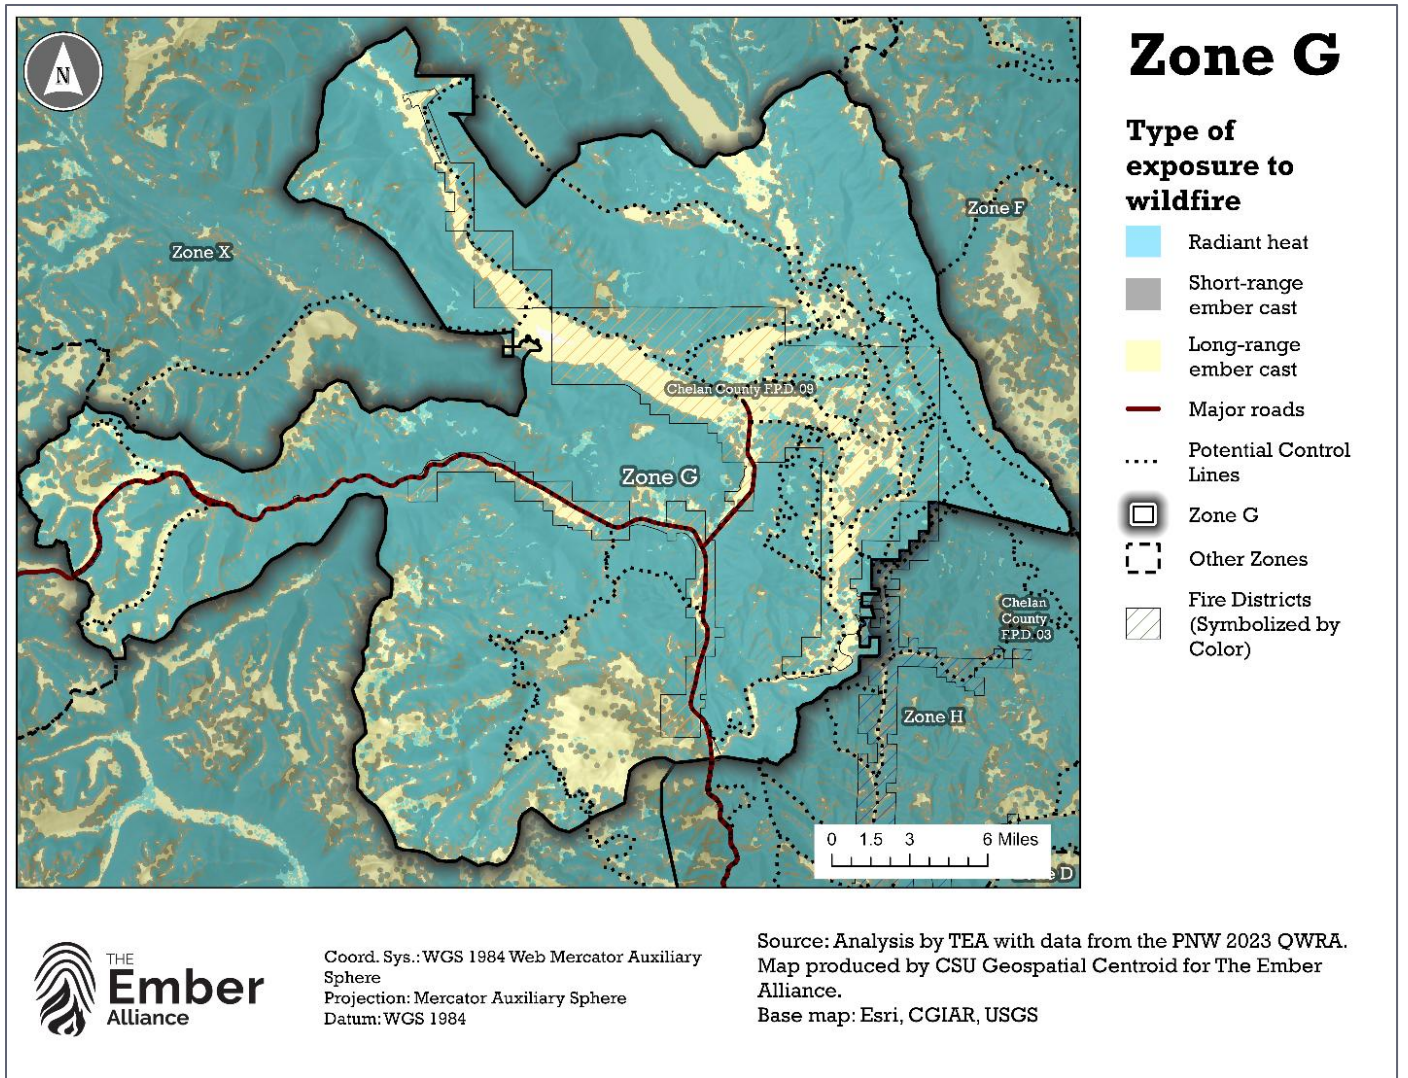 Zone G
N
Type of
exposure to
wildfire
Radiant heat
Short-range
ember cast
Long-range
ember cast
Major roads
Potential Control
Lines
Zone G
Other Zones
Fire Districts
(Symbolized by
Color)
Zone F
Zone X
Chelan County F.P.D. 09
Zone G
Chelan
County
F.P.D. 03
Zone H
0 1.5 3 6 Miles
D
THE
Ember
Alliance
Coord. Sys.: WGS 1984 Web Mercator Auxiliary
Sphere
Projection: Mercator Auxiliary Sphere
Datum: WGS 1984
Source: Analysis by TEA with data from the PNW 2023 QWRA.
Map produced by CSU Geospatial Centroid for The Ember
Alliance.
Base map: Esri, CGIAR, USGS